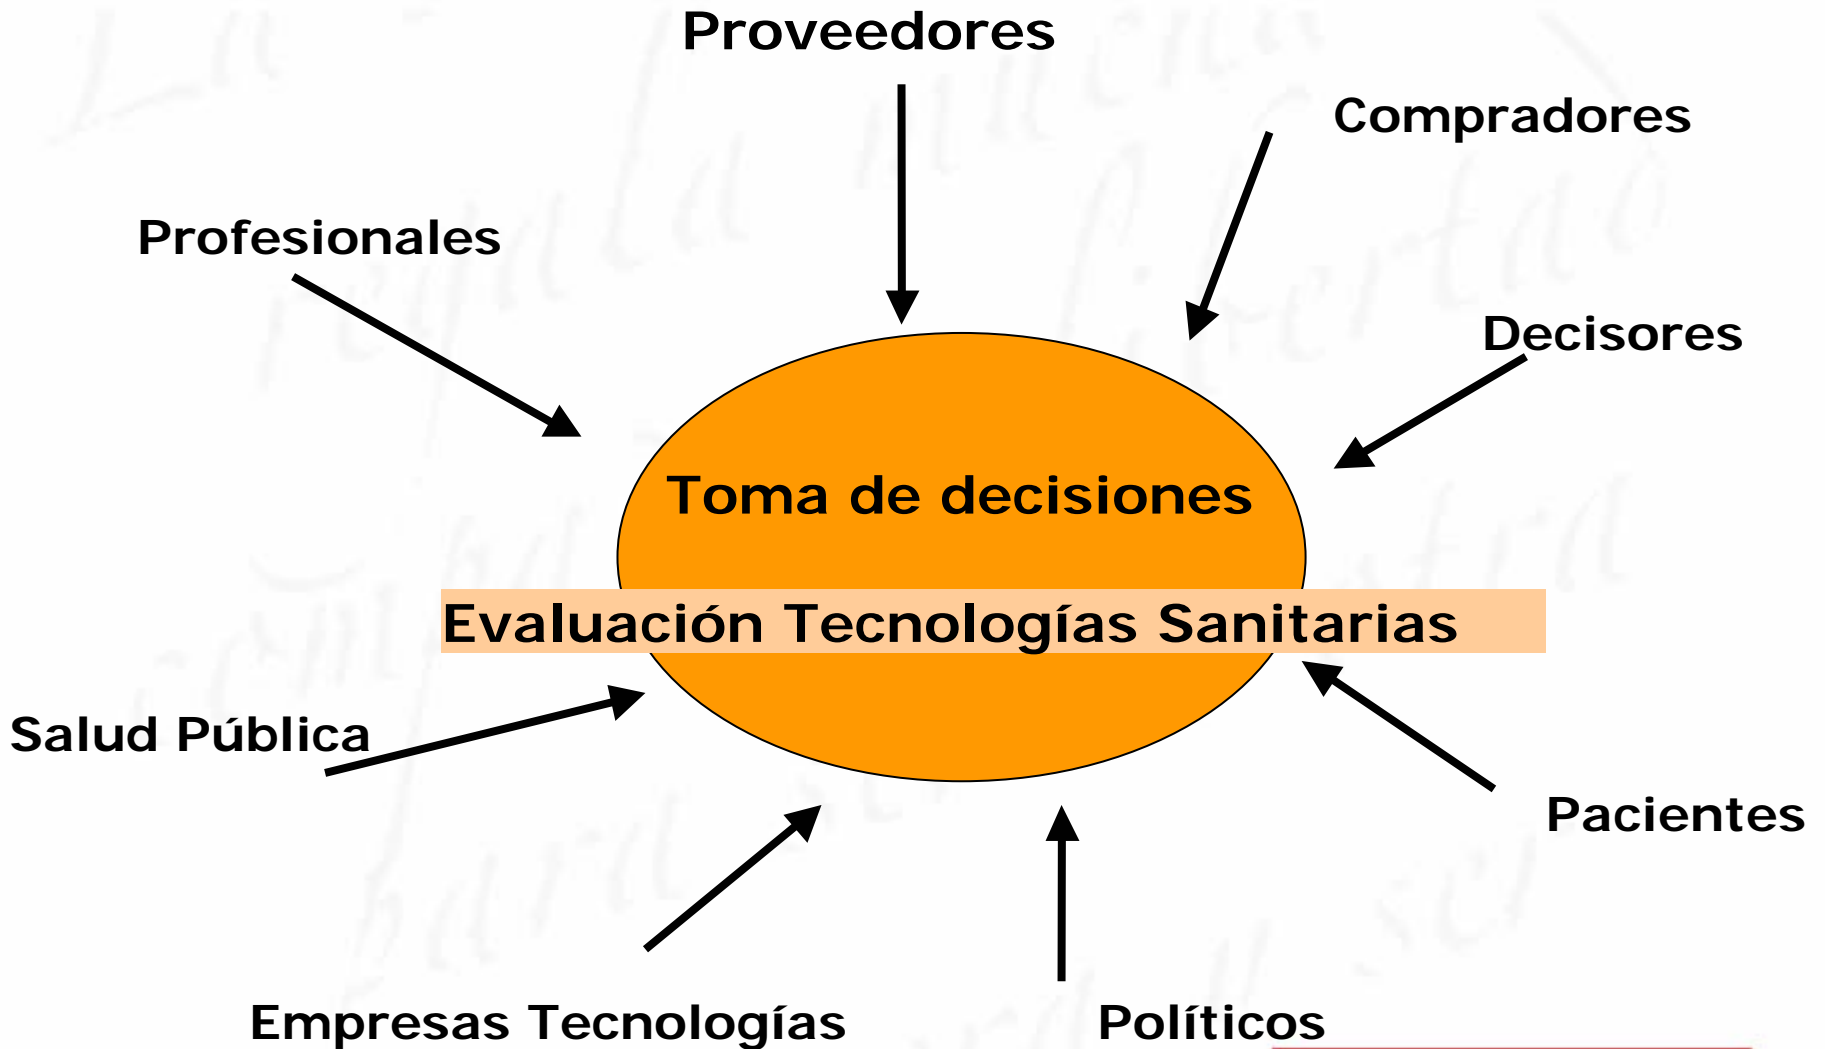 Proveedores
Compradores
Profesionales
Decisores
Toma de decisiones
Evaluación Tecnologías Sanitarias
Salud Pública
Pacientes
Empresas Tecnologías
Políticos